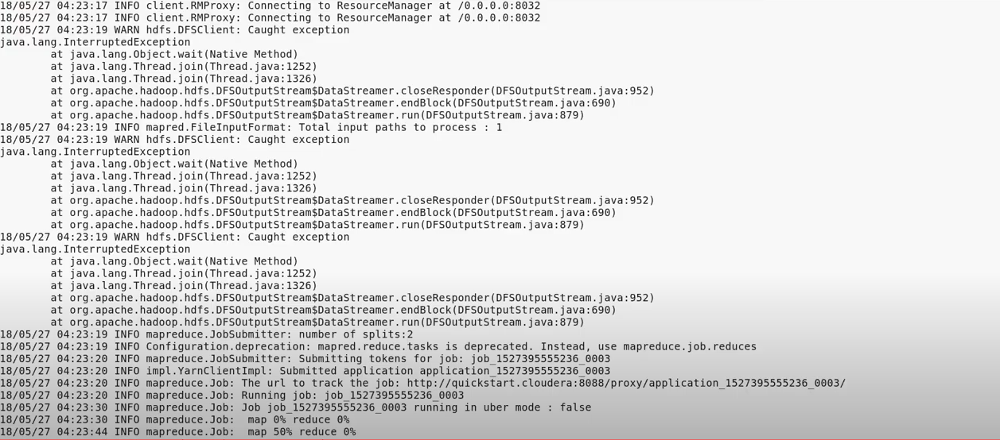 18/05/27 04:23:17 INFO client.RMProxy: Connecting to ResourceManager at /0.0.0.0:8032
18/05/27 04:23:17 INFO client.RMProxy: Connecting to ResourceManager at /0.0.0.0:8032
18/05/27 04:23:19 WARN hdfs.DFSClient: Caught exception
java.lang.InterruptedException
        at java.lang.Object.wait(Native Method)
        at java.lang.Thread.join(Thread.java:1252)
        at java.lang.Thread.join(Thread.java:1326)
        at org.apache.hadoop.hdfs.DFSOutputStream$DataStreamer.closeResponder(DFSOutputStream.java:952)
        at org.apache.hadoop.hdfs.DFSOutputStream$DataStreamer.endBlock(DFSOutputStream.java:690)
        at org.apache.hadoop.hdfs.DFSOutputStream$DataStreamer.run(DFSOutputStream.java:879)
18/05/27 04:23:19 INFO mapred.FileInputFormat: Total input paths to process : 1
18/05/27 04:23:19 WARN hdfs.DFSClient: Caught exception
java.lang.InterruptedException
        at java.lang.Object.wait(Native Method)
        at java.lang.Thread.join(Thread.java:1252)
        at java.lang.Thread.join(Thread.java:1326)
        at org.apache.hadoop.hdfs.DFSOutputStream$DataStreamer.closeResponder(DFSOutputStream.java:952)
        at org.apache.hadoop.hdfs.DFSOutputStream$DataStreamer.endBlock(DFSOutputStream.java:690)
        at org.apache.hadoop.hdfs.DFSOutputStream$DataStreamer.run(DFSOutputStream.java:879)
18/05/27 04:23:19 WARN hdfs.DFSClient: Caught exception
java.lang.InterruptedException
        at java.lang.Object.wait(Native Method)
        at java.lang.Thread.join(Thread.java:1252)
        at java.lang.Thread.join(Thread.java:1326)
        at org.apache.hadoop.hdfs.DFSOutputStream$DataStreamer.closeResponder(DFSOutputStream.java:952)
        at org.apache.hadoop.hdfs.DFSOutputStream$DataStreamer.endBlock(DFSOutputStream.java:690)
        at org.apache.hadoop.hdfs.DFSOutputStream$DataStreamer.run(DFSOutputStream.java:879)
18/05/27 04:23:19 INFO mapreduce.JobSubmitter: number of splits:2
18/05/27 04:23:19 INFO Configuration.deprecation: mapred.reduce.tasks is deprecated. Instead, use mapreduce.job.reduces
18/05/27 04:23:20 INFO mapreduce.JobSubmitter: Submitting tokens for job: job_1527395555236_0003
18/05/27 04:23:20 INFO impl.YarnClientImpl: Submitted application application_1527395555236_0003
18/05/27 04:23:20 INFO mapreduce.Job: The url to track the job: http://quickstart.cloudera:8088/proxy/application_1527395555236_0003/
18/05/27 04:23:20 INFO mapreduce.Job: Running job: job_1527395555236_0003
18/05/27 04:23:30 INFO mapreduce.Job: Job job_1527395555236_0003 running in uber mode : false
18/05/27 04:23:30 INFO mapreduce.Job:  map 0% reduce 0%
18/05/27 04:23:44 INFO mapreduce.Job:  map 50% reduce 0%